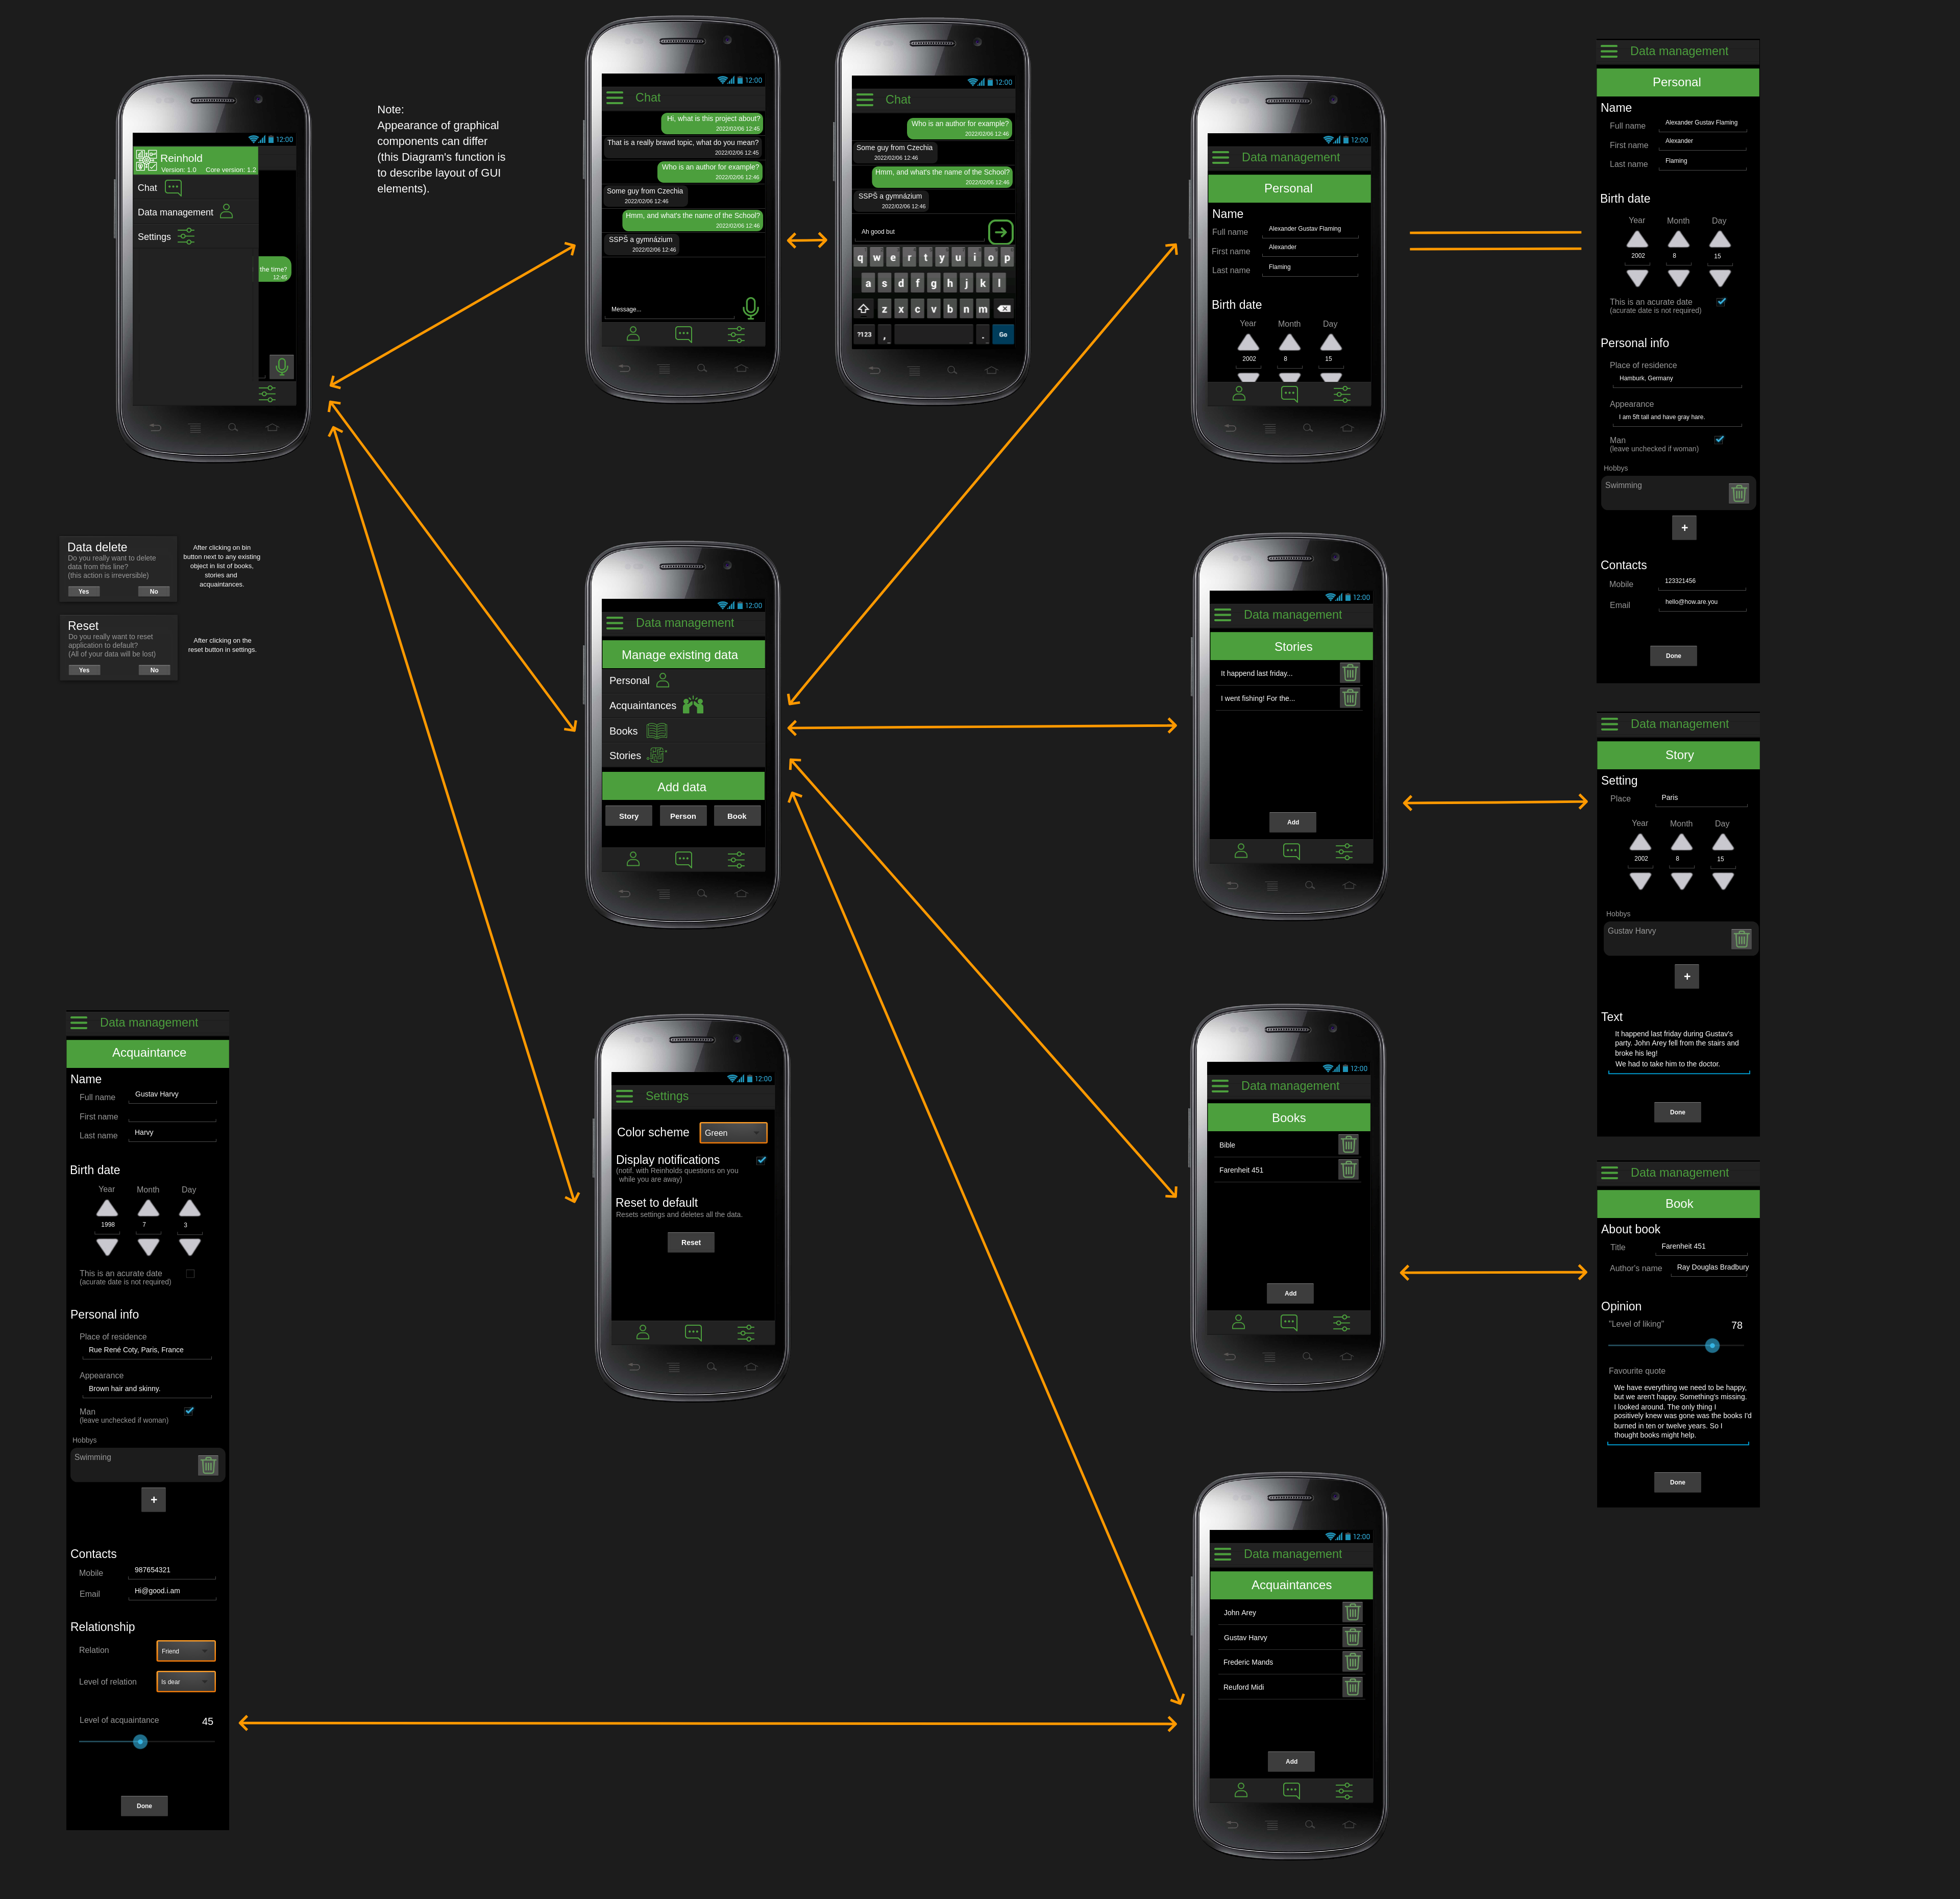 12:00
Reinhold
Version: 1.0 Core version: 1.2
Chat
Data management
Settings
the time?
12:45
Note:
Appearance of graphical
components can differ
(this Diagram's function is
to describe layout of GUI
elements).
12:00
Chat
Hi, what is this project about?
2022/02/06 12:45
That is a really brawd topic, what do you mean?
2022/02/06 12:45
Who is an author for example?
2022/02/06 12:46
Some guy from Czechia
2022/02/06 12:46
Hmm, and what's the name of the School?
2022/02/06 12:46
SSPŠ a gymnázium
2022/02/06 12:46
Message...
12:00
Chat
Who is an author for example?
2022/02/06 12:46
Some guy from Czechia
2022/02/06 12:46
Hmm, and what's the name of the School?
2022/02/06 12:46
SSPŠ a gymnázium
2022/02/06 12:46
Ah good but
q w e r t y u i o p
a s d f g h j k l
z x c v b n m
?123 , . Go
12:00
Data management
Personal
Name
Full name Alexander Gustav Flaming
First name Alexander
Last name Flaming
Birth date
Year Month Day
2002 8 15
Data management
Personal
Name
Full name Alexander Gustav Flaming
First name Alexander
Last name Flaming
Birth date
Year Month Day
2002 8 15
This is an acurate date
(acurate date is not required)
Personal info
Place of residence
Hamburk, Germany
Appearance
I am 5ft tall and have gray hare.
Man
(leave unchecked if woman)
Hobbys
Swimming
+
Contacts
Mobile 123321456
Email hello@how.are.you
Done
Data delete
Do you really want to delete
data from this line?
(this action is irreversible)
Yes No
After clicking on bin
button next to any existing
object in list of books,
stories and
acquaintances.
Reset
Do you really want to reset
application to default?
(All of your data will be lost)
Yes No
After clicking on the
reset button in settings.
12:00
Data management
Manage existing data
Personal
Acquaintances
Books
Stories
Add data
Story Person Book
12:00
Data management
Stories
It happend last friday...
I went fishing! For the...
Add
Data management
Story
Setting
Place Paris
Year Month Day
2002 8 15
Hobbys
Gustav Harvy
+
Text
It happend last friday during Gustav's
party. John Arey fell from the stairs and
broke his leg!
We had to take him to the doctor.
Done
Data management
Acquaintance
Name
Full name Gustav Harvy
First name
Last name Harvy
Birth date
Year Month Day
1998 7 3
This is an acurate date
(acurate date is not required)
Personal info
Place of residence
Rue René Coty, Paris, France
Appearance
Brown hair and skinny.
Man
(leave unchecked if woman)
Hobbys
Swimming
+
Contacts
Mobile 987654321
Email Hi@good.i.am
Relationship
Relation Friend
Level of relation Is dear
Level of acquaintance 45
Done
12:00
Settings
Color scheme Green
Display notifications
(notif. with Reinholds questions on you
while you are away)
Reset to default
Resets settings and deletes all the data.
Reset
12:00
Data management
Books
Bible
Farenheit 451
Add
Data management
Book
About book
Title Farenheit 451
Author's name Ray Douglas Bradbury
Opinion
"Level of liking" 78
Favourite quote
We have everything we need to be happy,
but we aren't happy. Something's missing.
I looked around. The only thing I
positively knew was gone was the books I'd
burned in ten or twelve years. So I
thought books might help.
Done
12:00
Data management
Acquaintances
John Arey
Gustav Harvy
Frederic Mands
Reuford Midi
Add